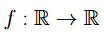 f : ℝ → ℝ